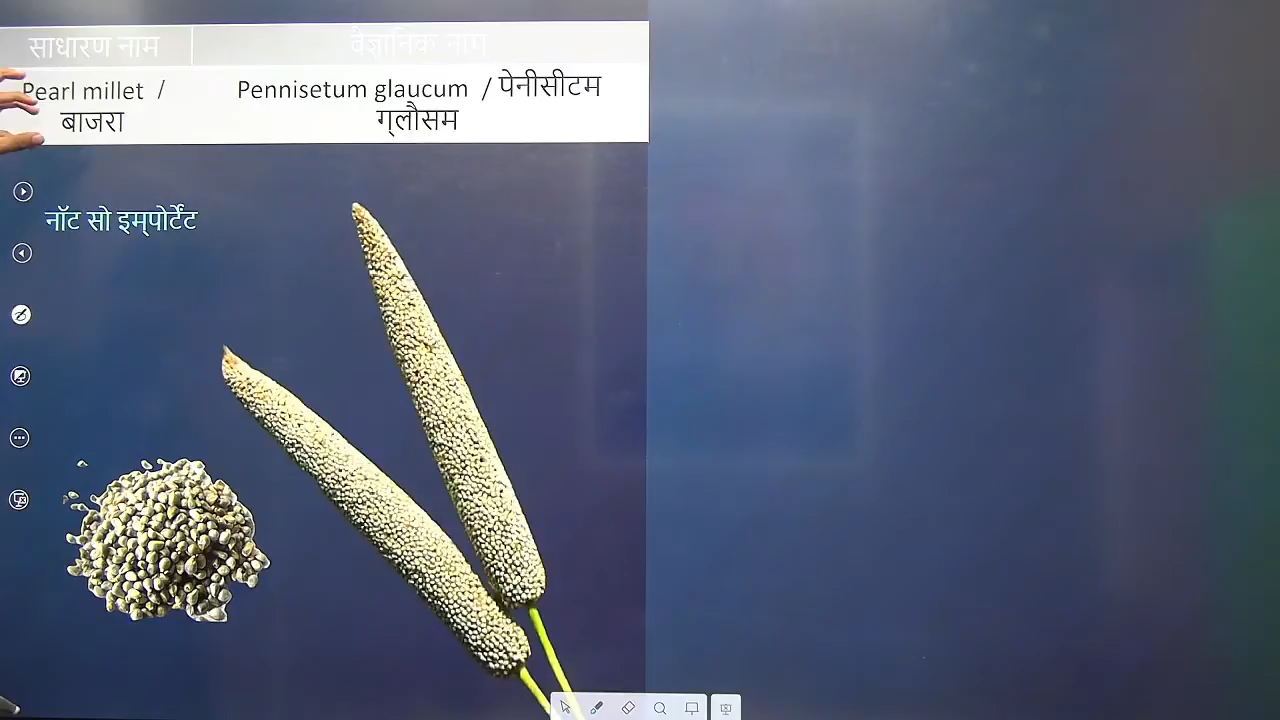 साधारण नाम वैज्ञानिक नाम
Pearl millet / Pennisetum glaucum / पेनीसीटम
बाजरा ग्लौसम
नॉट सो इम्पोर्टेंट